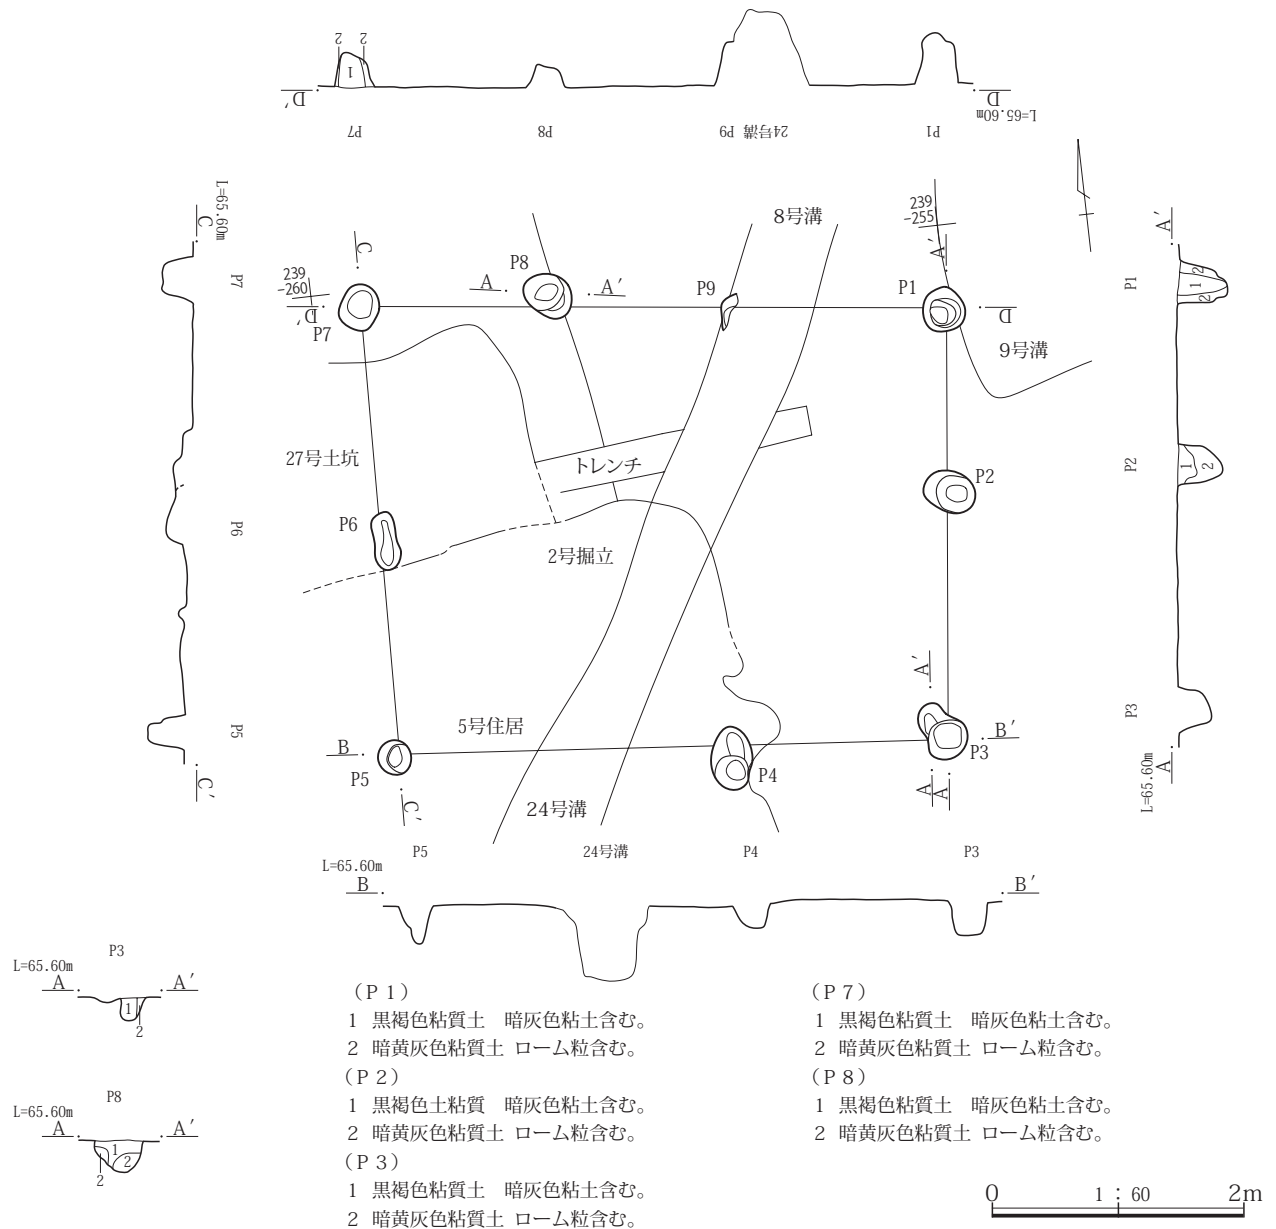 2 2
1
D′
D
L=65.60m
P7
P8
P9
24号溝
P1
L=65.60m
C
P7
P6
P5
C′
239
-255
A′
8号溝
C
P8
A
A′
239
-260
D′
P7
P9
P1
D
9号溝
27号土坑
トレンチ
P2
P6
2号掘立
A′
5号住居
B
P5
C′
24号溝
P4
B′
P3
A
A
A′
P1
2
1
2
P2
1
2
P3
A
L=65.60m
P5
24号溝
P4
P3
L=65.60m
B
B′
P3
L=65.60m
A
A′
1
2
P8
L=65.60m
A
A′
1
2
2
(P 1)
1 黒褐色粘質土 暗灰色粘土含む。
2 暗黄灰色粘質土 ローム粒含む。
(P 2)
1 黒褐色土粘質 暗灰色粘土含む。
2 暗黄灰色粘質土 ローム粒含む。
(P 3)
1 黒褐色粘質土 暗灰色粘土含む。
2 暗黄灰色粘質土 ローム粒含む。
(P 7)
1 黒褐色粘質土 暗灰色粘土含む。
2 暗黄灰色粘質土 ローム粒含む。
(P 8)
1 黒褐色粘質土 暗灰色粘土含む。
2 暗黄灰色粘質土 ローム粒含む。
0 1 : 60 2m